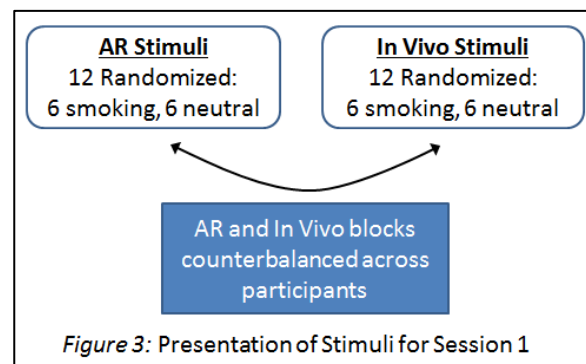 AR Stimuli
12 Randomized:
6 smoking, 6 neutral
In Vivo Stimuli
12 Randomized:
6 smoking, 6 neutral
AR and In Vivo blocks
counterbalanced across
participants
Figure 3: Presentation of Stimuli for Session 1